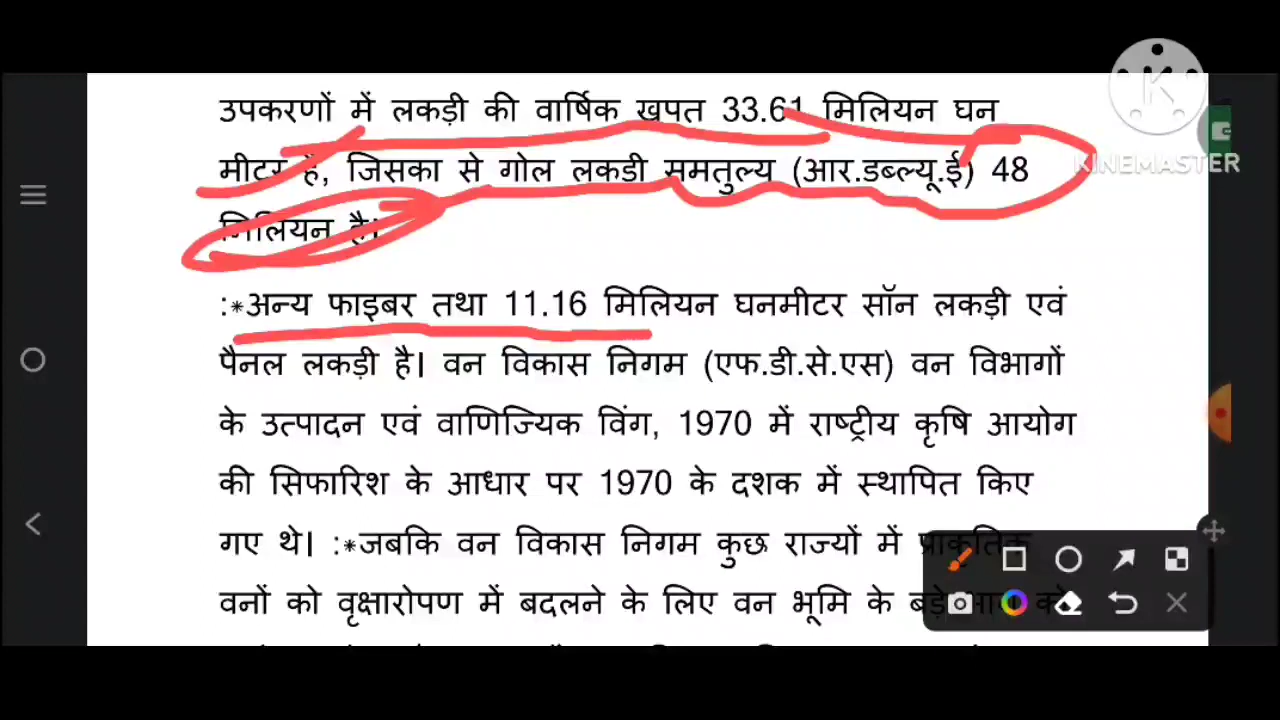 उपकरणों में लकड़ी की वार्षिक खपत 33.61 मिलियन घन
मीटर है, जिसका से गोल लकडी समतुल्य (आर.डब्ल्यू.ई) 48
मिलियन है।
:*अन्य फाइबर तथा 11.16 मिलियन घनमीटर सॉन लकड़ी एवं
पैनल लकड़ी है। वन विकास निगम (एफ.डी.से.एस) वन विभागों
के उत्पादन एवं वाणिज्यिक विंग, 1970 में राष्ट्रीय कृषि आयोग
की सिफारिश के आधार पर 1970 के दशक में स्थापित किए
गए थे। :*जबकि वन विकास निगम कुछ राज्यों में प्राकृतिक
वनों को वृक्षारोपण में बदलने के लिए वन भूमि के बड़े
KINEMASTER